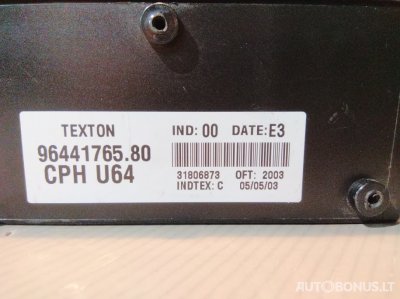 TEXTON IND: 00 DATE: E3
96441765.80
CPH U64
31806873 OFT: 2003
INDTEX: C 05/05/03
AUTOBONUS.LT